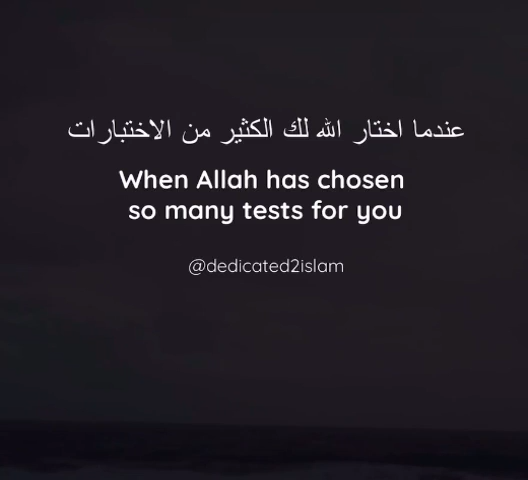 عندما اختار الله لك الكثير من الاختبارات
When Allah has chosen
so many tests for you
@dedicated2islam